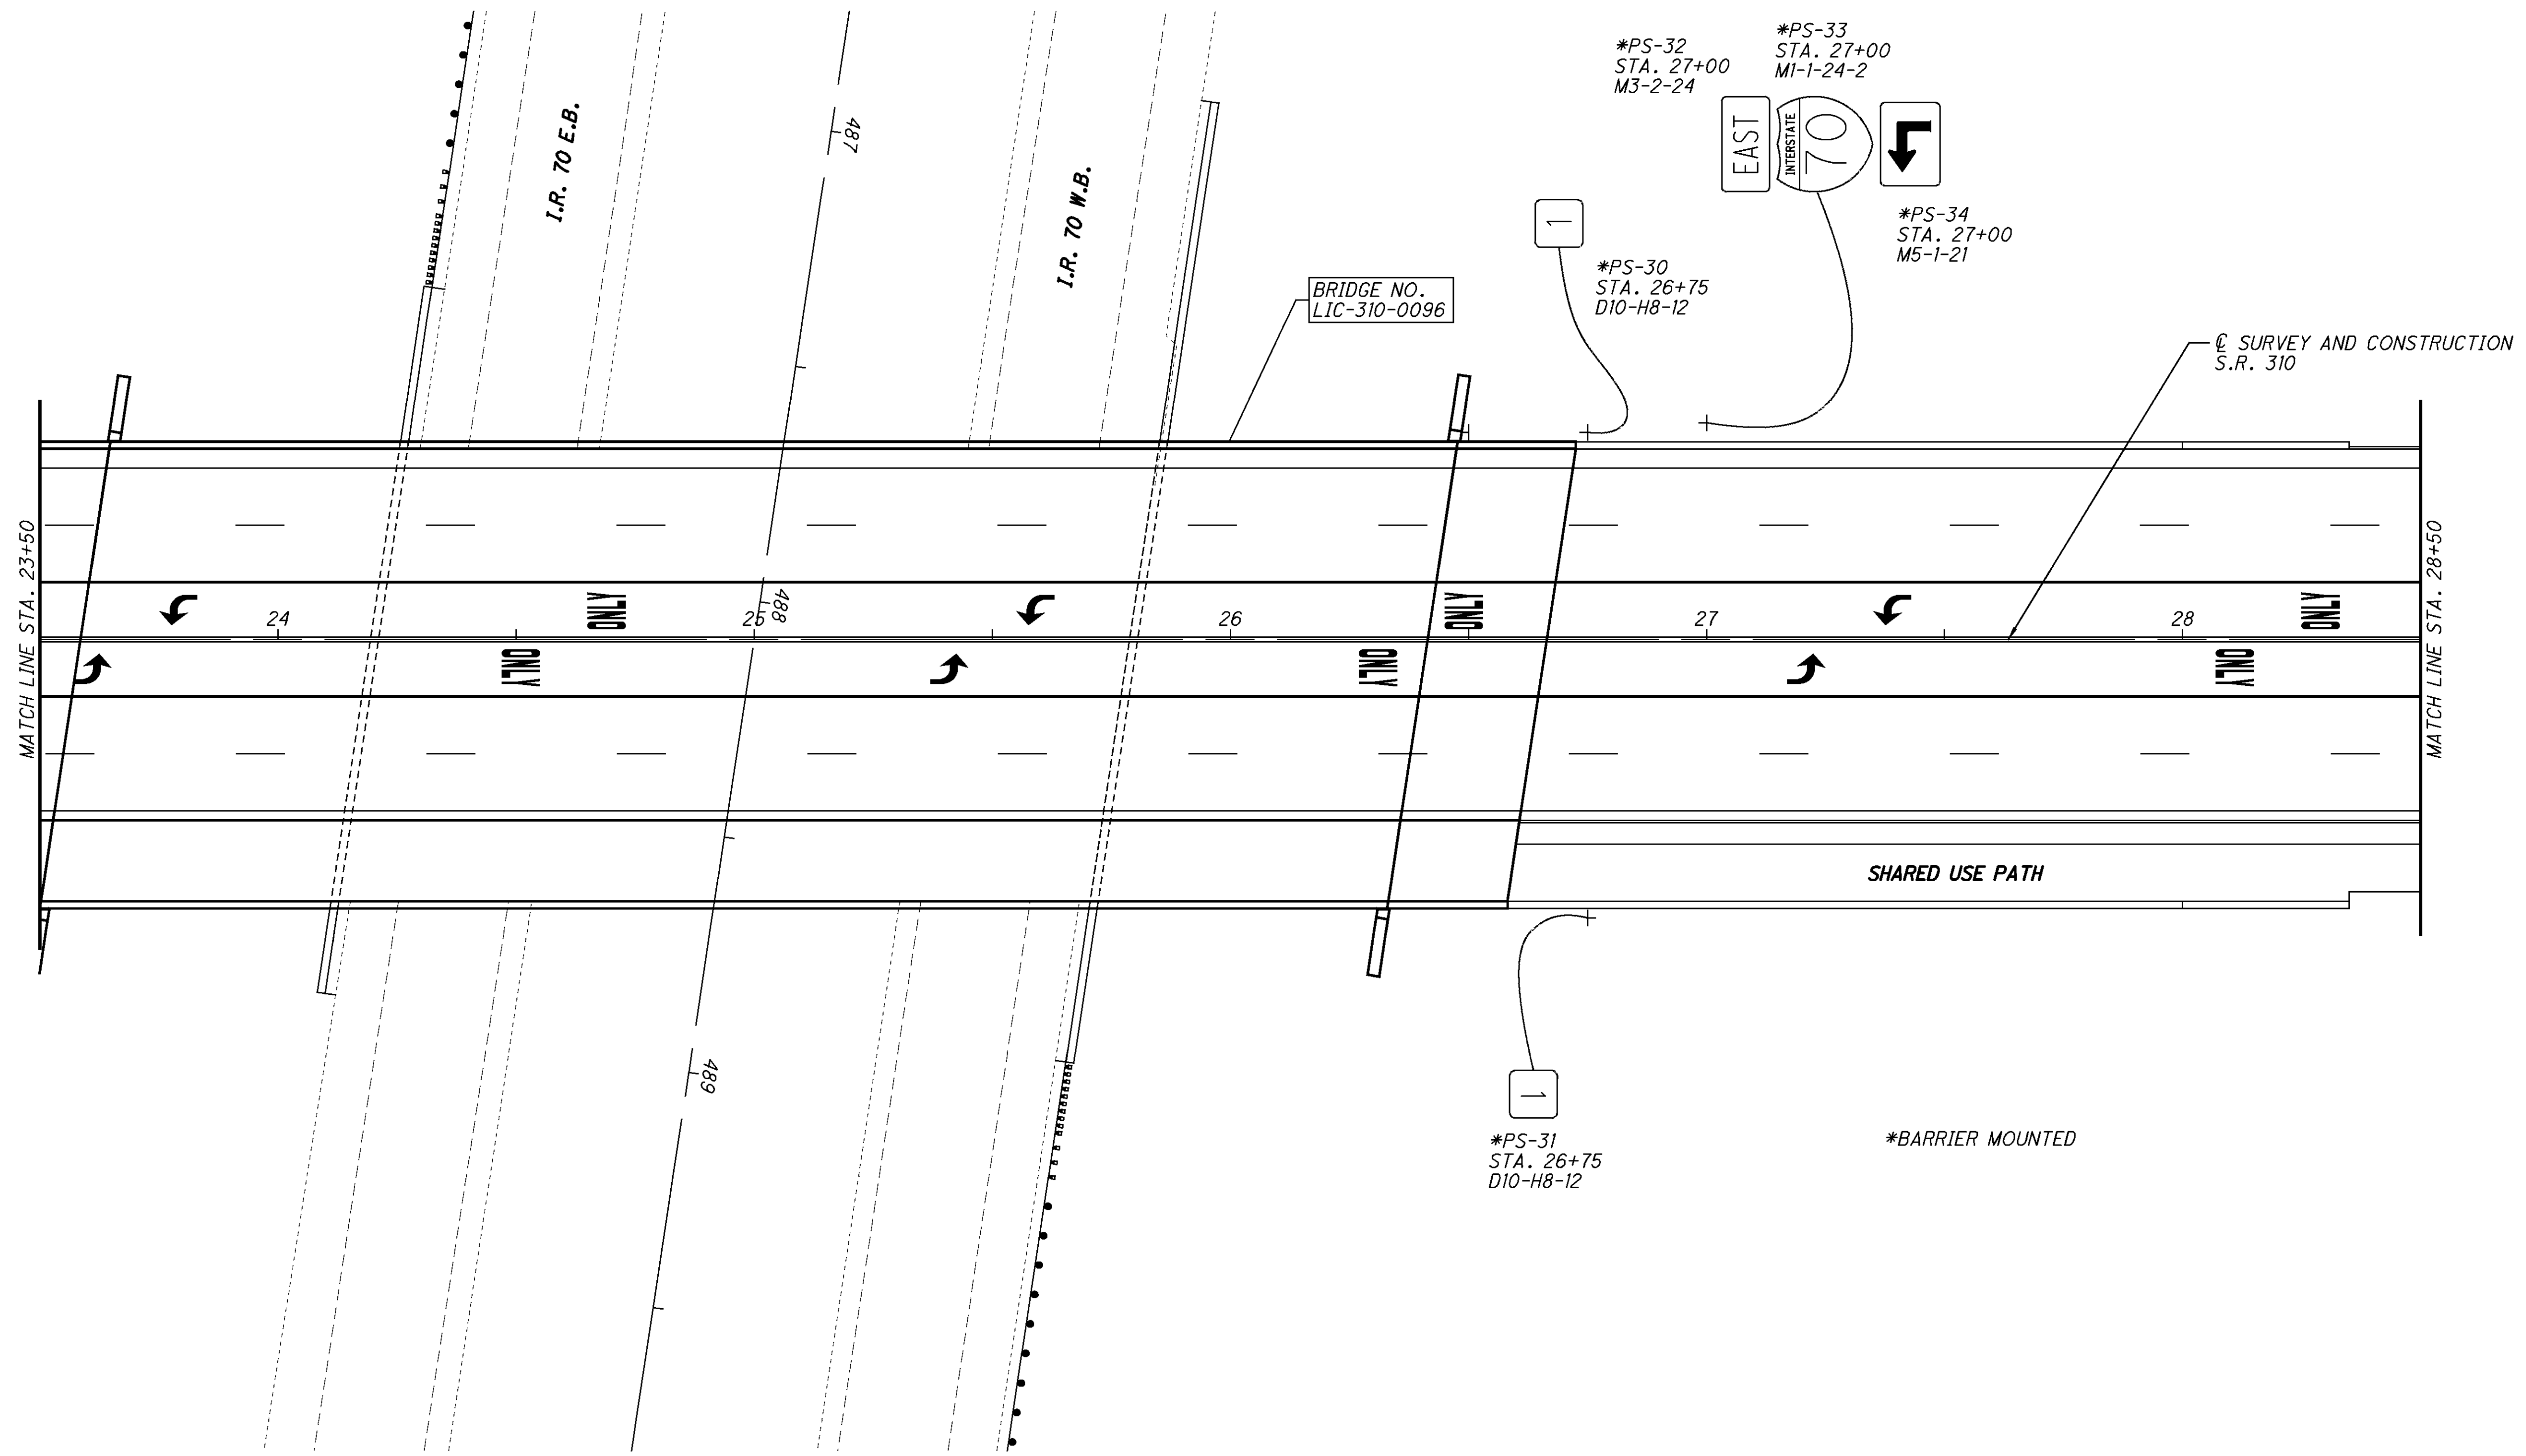 *PS-32
STA. 27+00
M3-2-24
*PS-33
STA. 27+00
M1-1-24-2
EAST
INTERSTATE
70
*PS-34
STA. 27+00
M5-1-21
I.R. 70 E.B.
487
I.R. 70 W.B.
1
*PS-30
STA. 26+75
D10-H8-12
BRIDGE NO.
LIC-310-0096
℄ SURVEY AND CONSTRUCTION
S.R. 310
MATCH LINE STA. 23+50
24
ONLY
25
488
26
ONLY
27
28
ONLY
MATCH LINE STA. 28+50
ONLY
ONLY
ONLY
SHARED USE PATH
489
1
*PS-31
STA. 26+75
D10-H8-12
*BARRIER MOUNTED